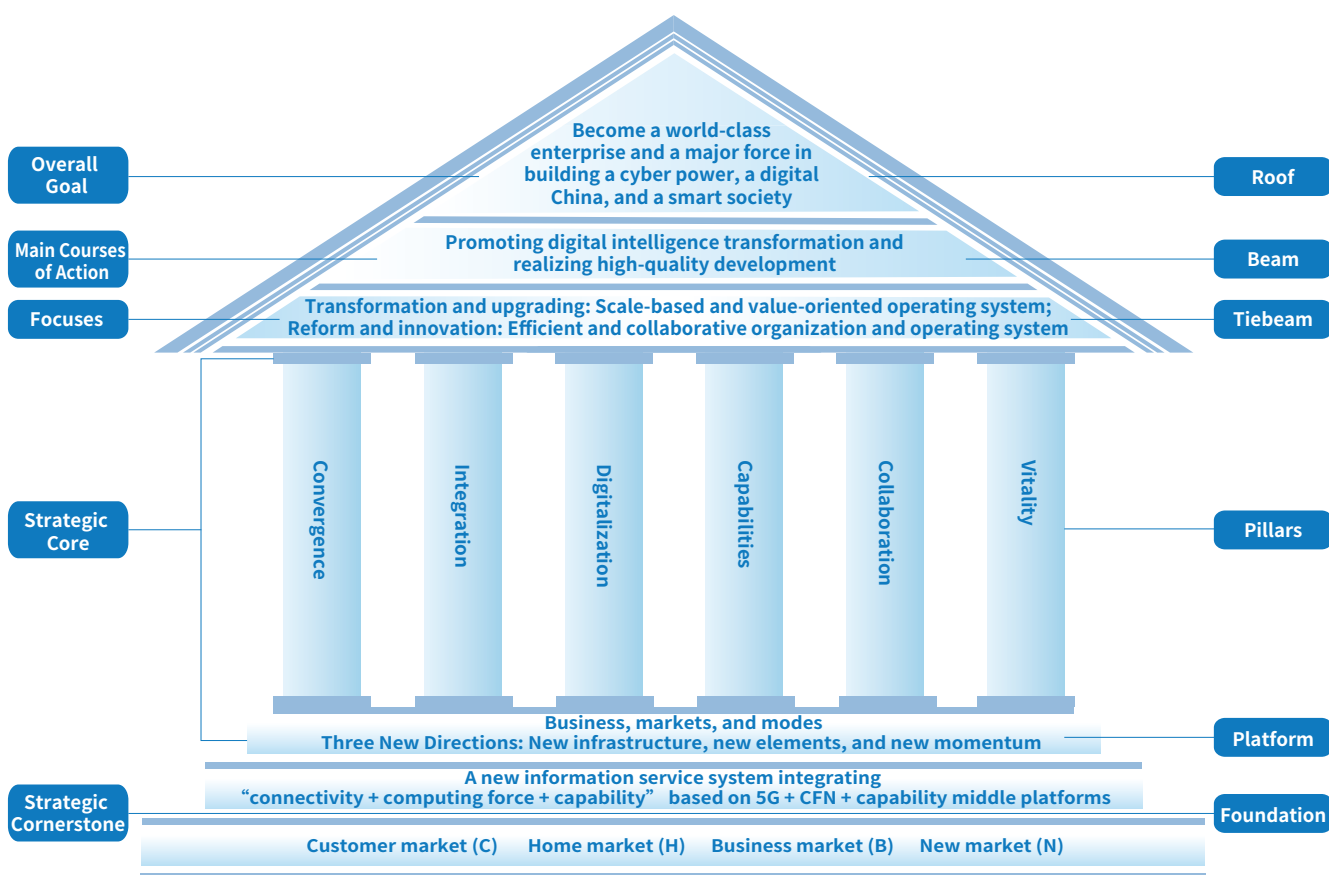 Become a world-class
enterprise and a major force in
building a cyber power, a digital
China, and a smart society
Overall
Goal
Roof
Promoting digital intelligence transformation and
realizing high-quality development
Main Courses
of Action
Beam
Transformation and upgrading: Scale-based and value-oriented operating system;
Reform and innovation: Efficient and collaborative organization and operating system
Focuses
Tiebeam
Convergence
Integration
Digitalization
Capabilities
Collaboration
Vitality
Strategic
Core
Pillars
Business, markets, and modes
Three New Directions: New infrastructure, new elements, and new momentum
Platform
A new information service system integrating
“connectivity + computing force + capability” based on 5G + CFN + capability middle platforms
Strategic
Cornerstone
Foundation
Customer market (C) Home market (H) Business market (B) New market (N)